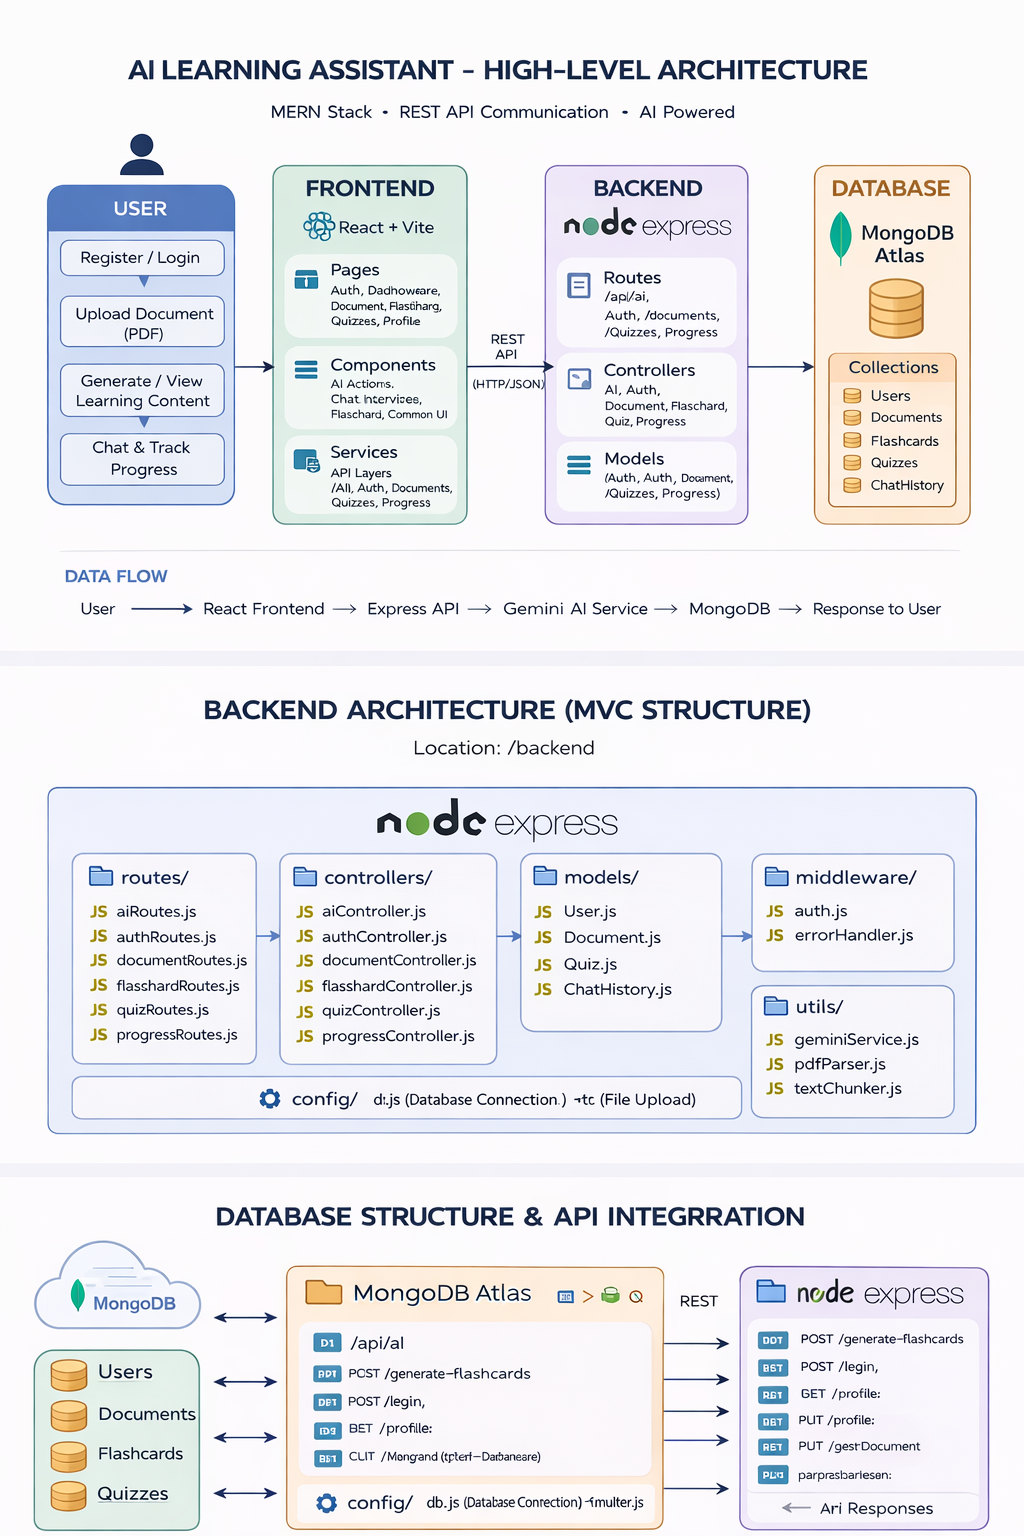 AI LEARNING ASSISTANT – HIGH-LEVEL ARCHITECTURE
MERN Stack • REST API Communication • AI Powered
USER
Register / Login
Upload Document
(PDF)
Generate / View
Learning Content
Chat & Track
Progress
FRONTEND
React + Vite
Pages
Auth, Dadhoware,
Document, Flastharg,
Quizzes, Profile
Components
AI Actions,
Chat Intervices,
Flaschard, Common UI
Services
API Layers
/AI), Auth, Documents,
Quizzes, Progress
REST
API
(HTTP/JSON)
BACKEND
node express
Routes
/api/ai,
Auth, /documents,
/Quizzes, Progress
Controllers
AI, Auth,
Document, Flaschard,
Quiz, Progress
Models
(Auth, Auth, Document,
/Quizzes, Progress)
DATABASE
MongoDB
Atlas
Collections
Users
Documents
Flashcards
Quizzes
ChatHistory
DATA FLOW
User → React Frontend → Express API → Gemini AI Service → MongoDB → Response to User
BACKEND ARCHITECTURE (MVC STRUCTURE)
Location: /backend
node express
routes/
JS aiRoutes.js
JS authRoutes.js
JS documentRoutes.js
JS flasshardRoutes.js
JS quizRoutes.js
JS progressRoutes.js
controllers/
JS aiController.js
JS authController.js
JS documentController.js
JS flasshardController.js
JS quizController.js
JS progressController.js
models/
JS User.js
JS Document.js
JS Quiz.js
JS ChatHistory.js
middleware/
JS auth.js
JS errorHandler.js
utils/
JS geminiService.js
JS pdfParser.js
JS textChunker.js
config/ (Database Connection.) (File Upload)
DATABASE STRUCTURE & API INTEGRRATION
MongoDB
Users
Documents
Flashcards
Quizzes
MongoDB Atlas
/api/al
POST /generate-flashcards
POST /legin,
BET /profile:
CLIT
config/ db.js (Database Connection)
REST
node express
POST /generate-flashcards
POST /legin,
GET /profile:
PUT /profile:
PUT /gestDocument
parprasbarlesen:
← Ari Responses